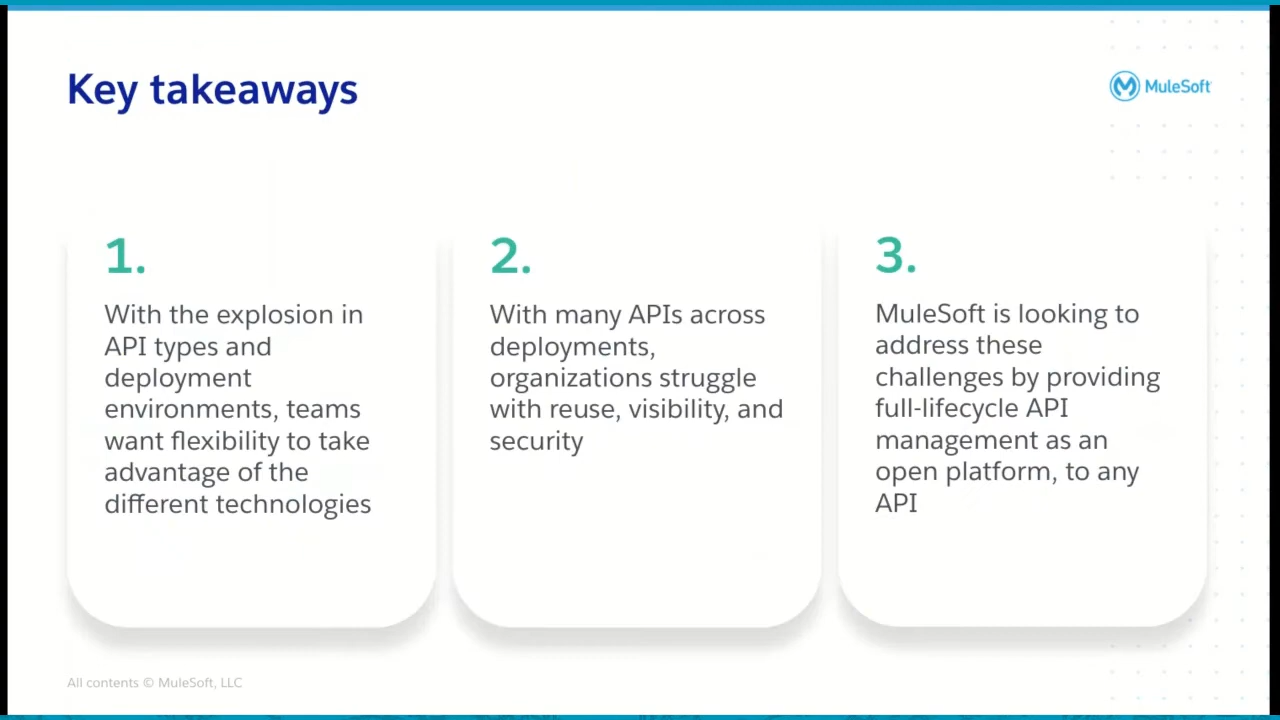 Key takeaways
MuleSoft
1.
With the explosion in
API types and
deployment
environments, teams
want flexibility to take
advantage of the
different technologies
2.
With many APIs across
deployments,
organizations struggle
with reuse, visibility, and
security
3.
MuleSoft is looking to
address these
challenges by providing
full-lifecycle API
management as an
open platform, to any
API
All contents © MuleSoft, LLC